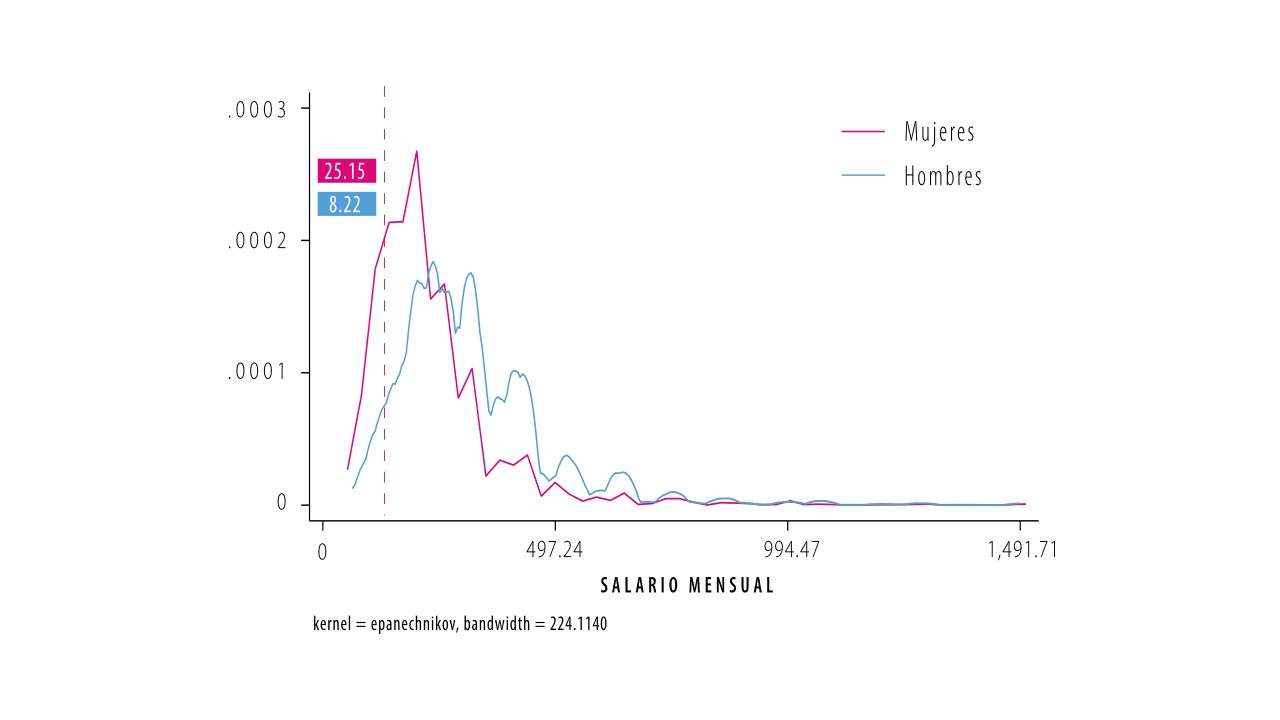 .0003
.0002
.0001
0
25.15
8.22
Mujeres
Hombres
0 497.24 994.47 1,491.71
SALARIO MENSUAL
kernel = epanechnikov, bandwidth = 224.1140